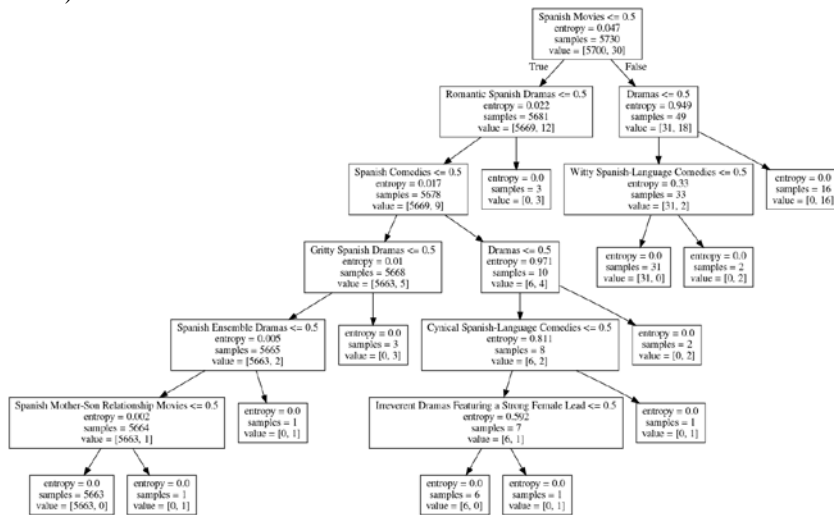 Spanish Movies <= 0.5
entropy = 0.047
samples = 5730
value = [5700, 30]
True
False
Romantic Spanish Dramas <= 0.5
entropy = 0.022
samples = 5681
value = [5669, 12]
Dramas <= 0.5
entropy = 0.949
samples = 49
value = [31, 18]
Spanish Comedies <= 0.5
entropy = 0.017
samples = 5678
value = [5669, 9]
entropy = 0.0
samples = 3
value = [0, 3]
Witty Spanish-Language Comedies <= 0.5
entropy = 0.33
samples = 33
value = [31, 2]
entropy = 0.0
samples = 16
value = [0, 16]
Gritty Spanish Dramas <= 0.5
entropy = 0.01
samples = 5668
value = [5663, 5]
Dramas <= 0.5
entropy = 0.971
samples = 10
value = [6, 4]
entropy = 0.0
samples = 31
value = [31, 0]
entropy = 0.0
samples = 2
value = [0, 2]
Spanish Ensemble Dramas <= 0.5
entropy = 0.005
samples = 5665
value = [5663, 2]
entropy = 0.0
samples = 3
value = [0, 3]
Cynical Spanish-Language Comedies <= 0.5
entropy = 0.811
samples = 8
value = [6, 2]
entropy = 0.0
samples = 2
value = [0, 2]
Spanish Mother-Son Relationship Movies <= 0.5
entropy = 0.002
samples = 5664
value = [5663, 1]
entropy = 0.0
samples = 1
value = [0, 1]
Irreverent Dramas Featuring a Strong Female Lead <= 0.5
entropy = 0.592
samples = 7
value = [6, 1]
entropy = 0.0
samples = 1
value = [0, 1]
entropy = 0.0
samples = 5663
value = [5663, 0]
entropy = 0.0
samples = 1
value = [0, 1]
entropy = 0.0
samples = 6
value = [6, 0]
entropy = 0.0
samples = 1
value = [0, 1]